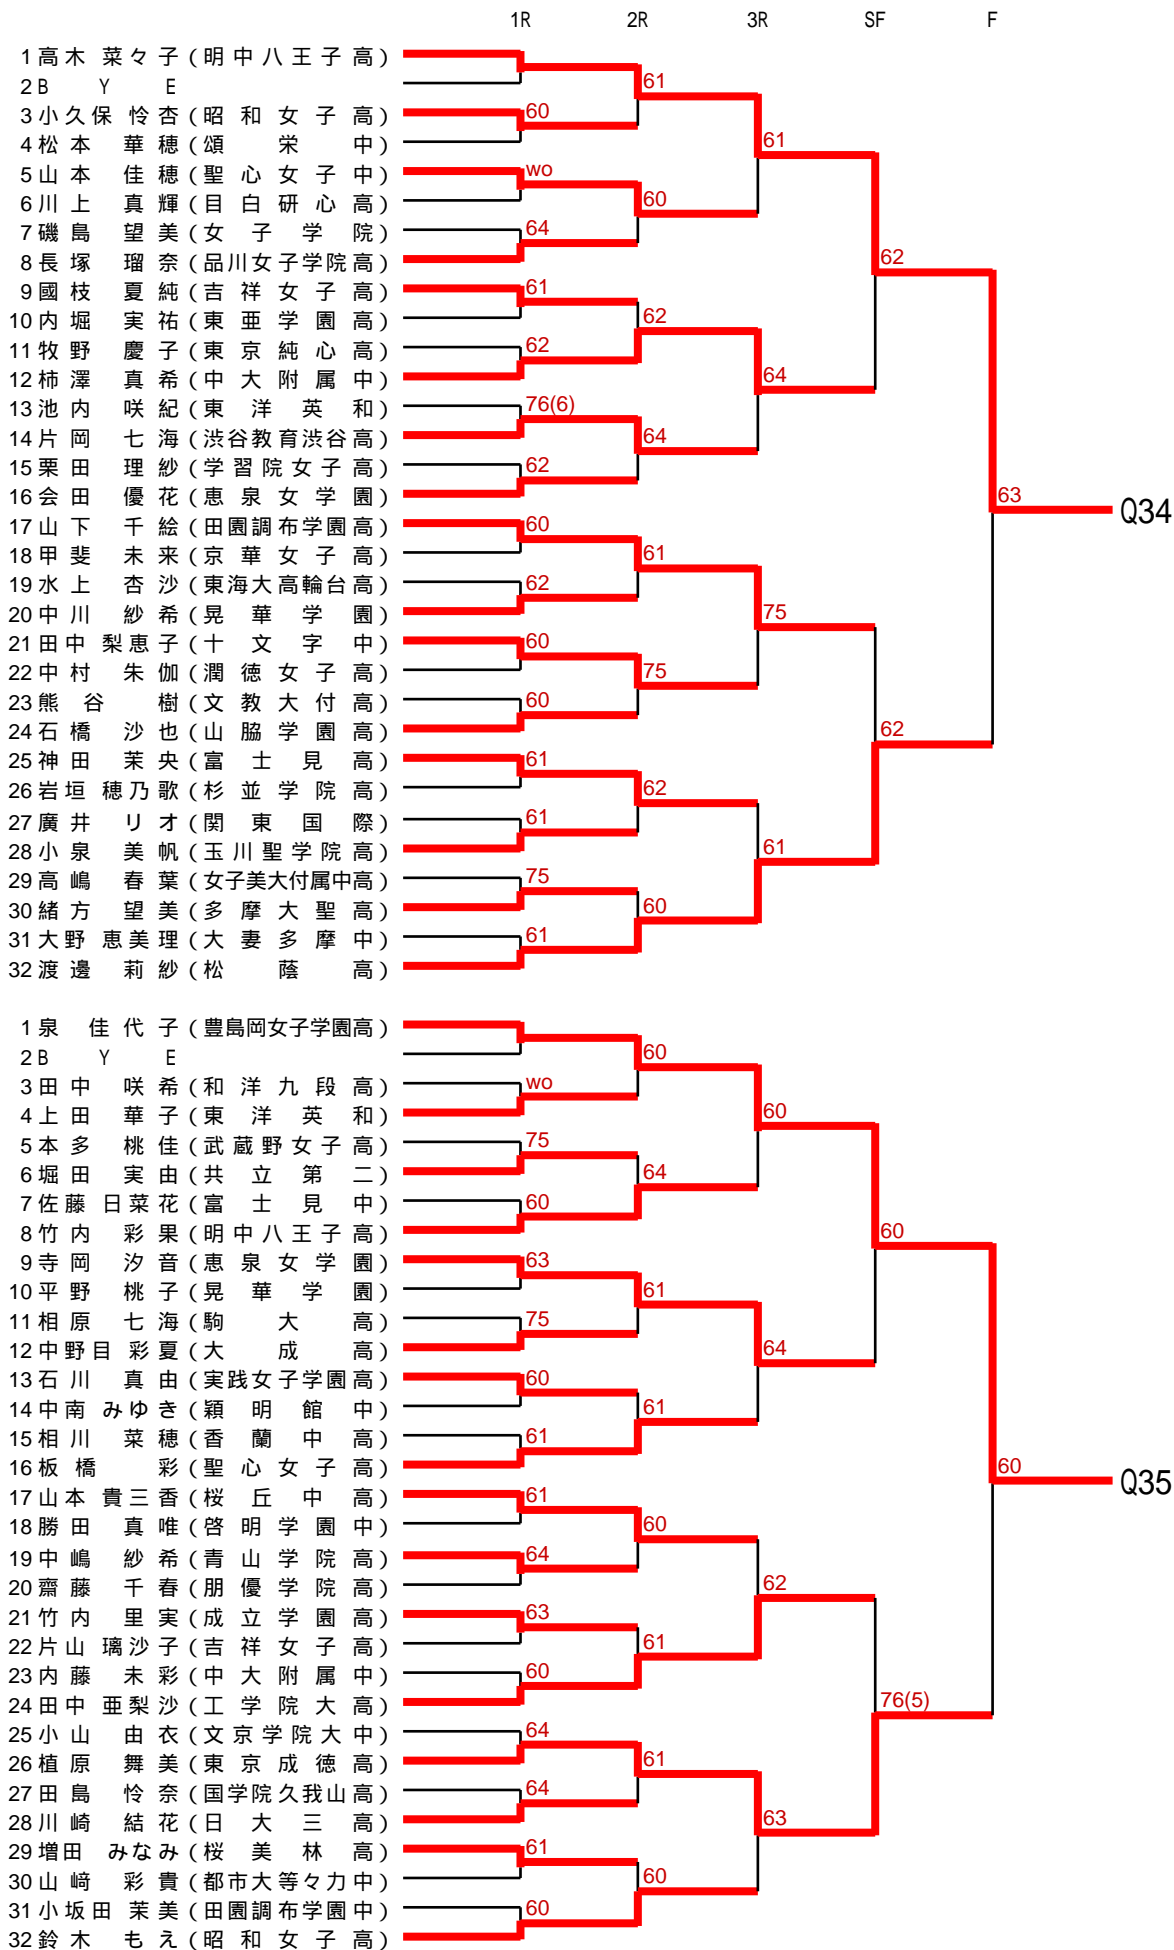 1R 2R 3R SF F
1 高木 菜々子 (明中八王子高)
2 B Y E
61
3 小久保 怜杏 (昭和女子高) 60
4 松本 華穂 (頌栄中)
61
5 山本 佳穂 (聖心女子中) wo
6 川上 真輝 (目白研心高)
60
7 磯島 望美 (女子学院) 64
8 長塚 瑠奈 (品川女子学院高)
62
9 國枝 夏純 (吉祥女子高) 61
10 内堀 実祐 (東亜学園高)
62
11 牧野 慶子 (東京純心高) 62
12 柿澤 真希 (中大附属中)
64
13 池内 咲紀 (東洋英和) 76(6)
14 片岡 七海 (渋谷教育渋谷高)
64
15 栗田 理紗 (学習院女子高) 62
16 会田 優花 (恵泉女学園)
63
Q34
17 山下 千絵 (田園調布学園高) 60
18 甲斐 未来 (京華女子高)
61
19 水上 杏沙 (東海大高輪台高) 62
20 中川 紗希 (晃華学園)
75
21 田中 梨恵子 (十文字中) 60
22 中村 朱伽 (潤徳女子高)
75
23 熊谷 樹 (文教大付高) 60
24 石橋 沙也 (山脇学園高)
62
25 神田 茉央 (富士見高) 61
26 岩垣 穂乃歌 (杉並学院高)
62
27 廣井 リオ (関東国際) 61
28 小泉 美帆 (玉川聖学院高)
61
29 高嶋 春葉 (女子美大付属中高) 75
30 緒方 望美 (多摩大聖高)
60
31 大野 恵美理 (大妻多摩中) 61
32 渡邊 莉紗 (松蔭高)
1 泉 佳代子 (豊島岡女子学園高)
2 B Y E
60
3 田中 咲希 (和洋九段高) wo
4 上田 華子 (東洋英和)
60
5 本多 桃佳 (武蔵野女子高) 75
6 堀田 実由 (共立第二)
64
7 佐藤 日菜花 (富士見中) 60
8 竹内 彩果 (明中八王子高)
60
9 寺岡 汐音 (恵泉女学園) 63
10 平野 桃子 (晃華学園)
61
11 相原 七海 (駒大高) 75
12 中野目 彩夏 (大成高)
64
13 石川 真由 (実践女子学園高) 60
14 中南 みゆき (穎明館中)
61
15 相川 菜穂 (香蘭中高) 61
16 板橋 彩 (聖心女子高)
60
Q35
17 山本 貴三香 (桜丘中高) 61
18 勝田 真唯 (啓明学園中)
60
19 中嶋 紗希 (青山学院高) 64
20 齋藤 千春 (朋優学院高)
62
21 竹内 里実 (成立学園高) 63
22 片山 璃沙子 (吉祥女子高)
61
23 内藤 未彩 (中大附属中) 60
24 田中 亜梨沙 (工学院大高)
76(5)
25 小山 由衣 (文京学院大中) 64
26 植原 舞美 (東京成徳高)
61
27 田島 怜奈 (国学院久我山高) 64
28 川崎 結花 (日大三高)
63
29 増田 みなみ (桜美林高) 61
30 山﨑 彩貴 (都市大等々力中)
60
31 小坂田 茉美 (田園調布学園中) 60
32 鈴木 もえ (昭和女子高)